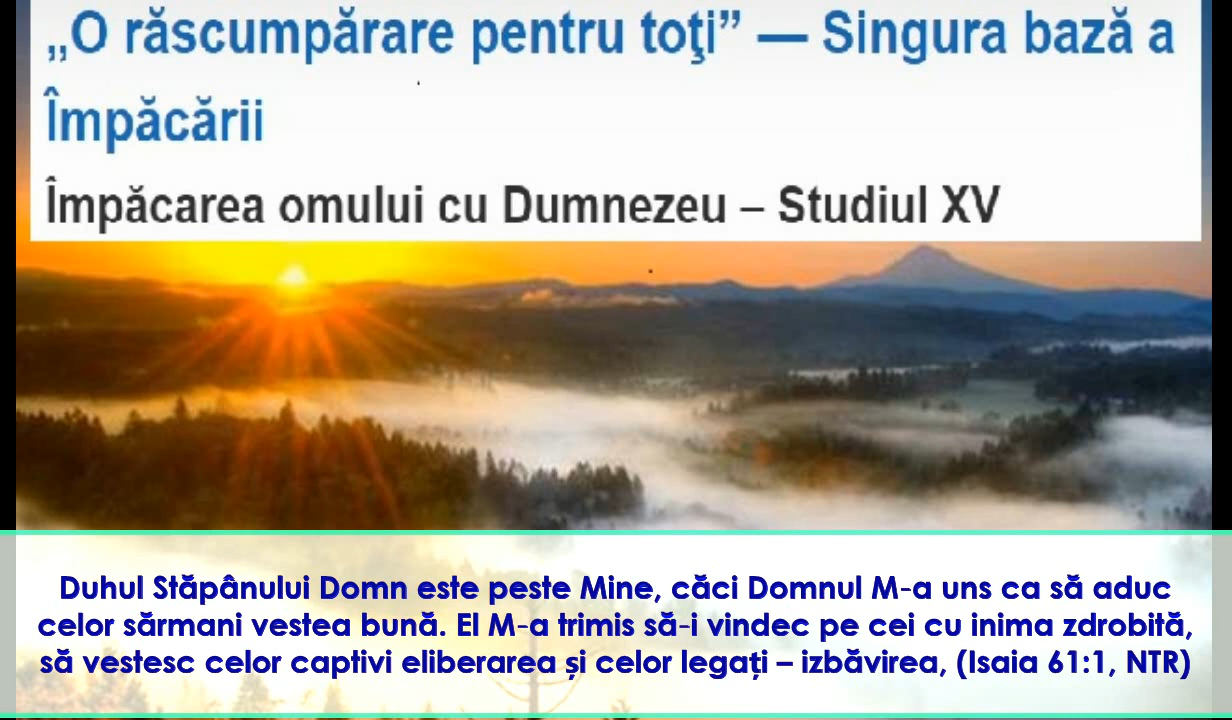 „O răscumpărare pentru toţi” — Singura bază a
Împăcării
Împăcarea omului cu Dumnezeu – Studiul XV
Duhul Stăpânului Domn este peste Mine, căci Domnul M-a uns ca să aduc
celor sărmani vestea bună. El M-a trimis să-i vindec pe cei cu inima zdrobită,
să vestesc celor captivi eliberarea și celor legați – izbăvirea, (Isaia 61:1, NTR)